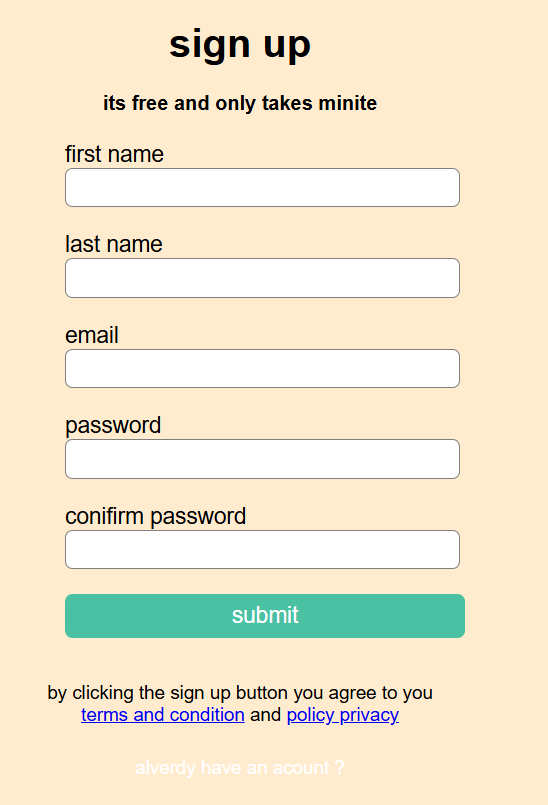 sign up
its free and only takes minite
first name
last name
email
password
conifirm password
submit
by clicking the sign up button you agree to you
terms and condition and policy privacy
alverdy have an acount ?